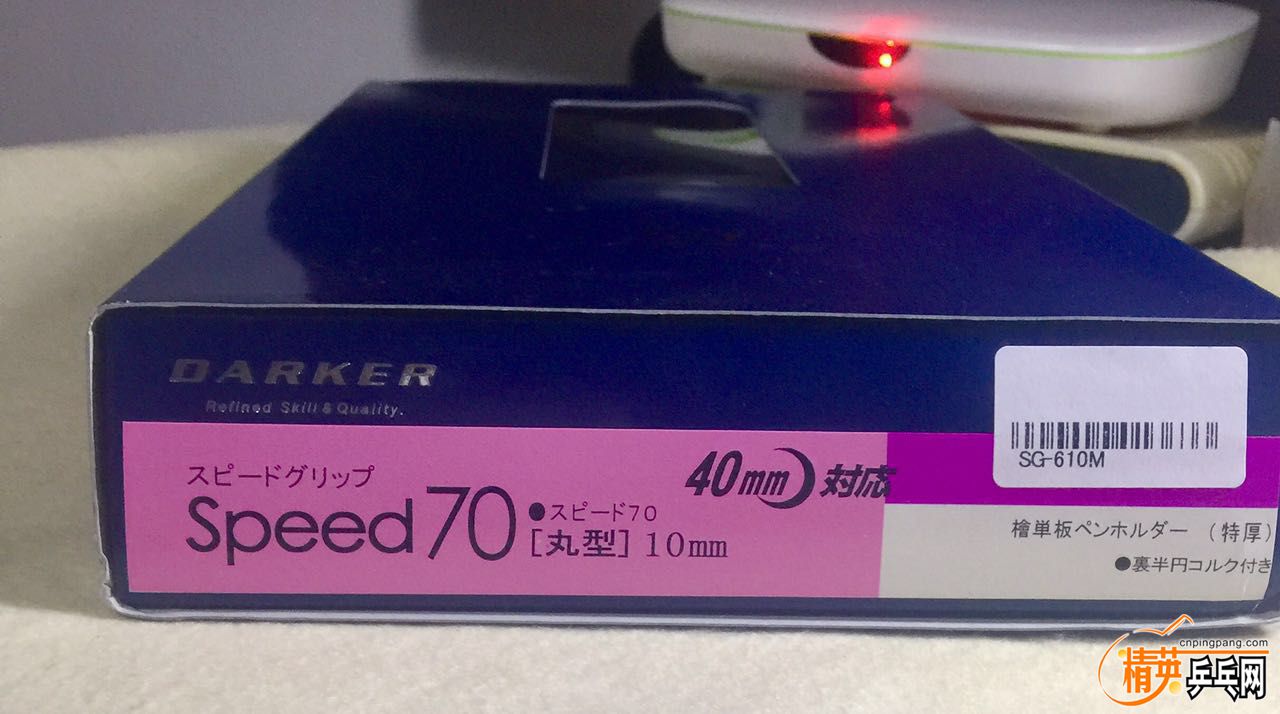 DARKER
Refined Skill & Quality.
スピードグリップ
Speed70
●スピード70
[丸型] 10mm
40mm 対応
SG-610M
檜単板ペンホルダー (特厚)
●裏半円コルク付き
cnpingpang.com
精英乒乓网